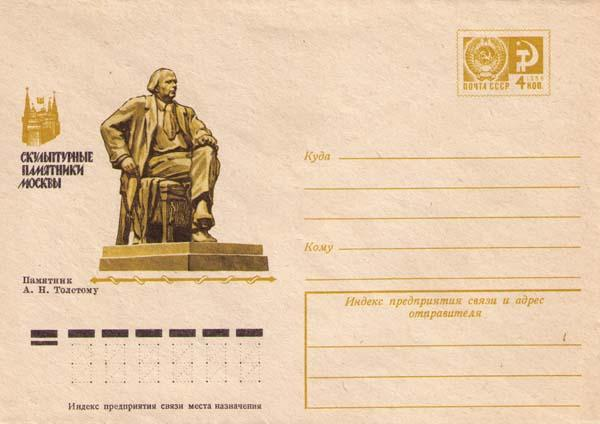 СКУЛЬПТУРНЫЕ
ПАМЯТНИКИ
МОСКВЫ
Памятник
А. Н. Толстому
Индекс предприятия связи места назначения
ПОЧТА СССР 4 КОП.
Куда
Кому
Индекс предприятия связи и адрес
отправителя